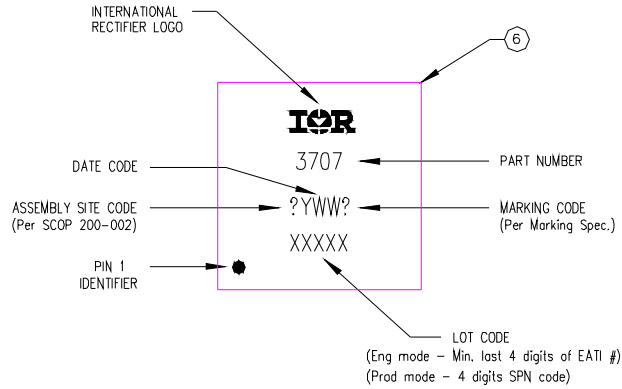 INTERNATIONAL
RECTIFIER LOGO
6
IOR
3707
PART NUMBER
DATE CODE
ASSEMBLY SITE CODE
(Per SCOP 200-002)
?YWW?
MARKING CODE
(Per Marking Spec.)
XXXXX
PIN 1
IDENTIFIER
LOT CODE
(Eng mode - Min. last 4 digits of EATI #)
(Prod mode - 4 digits SPN code)